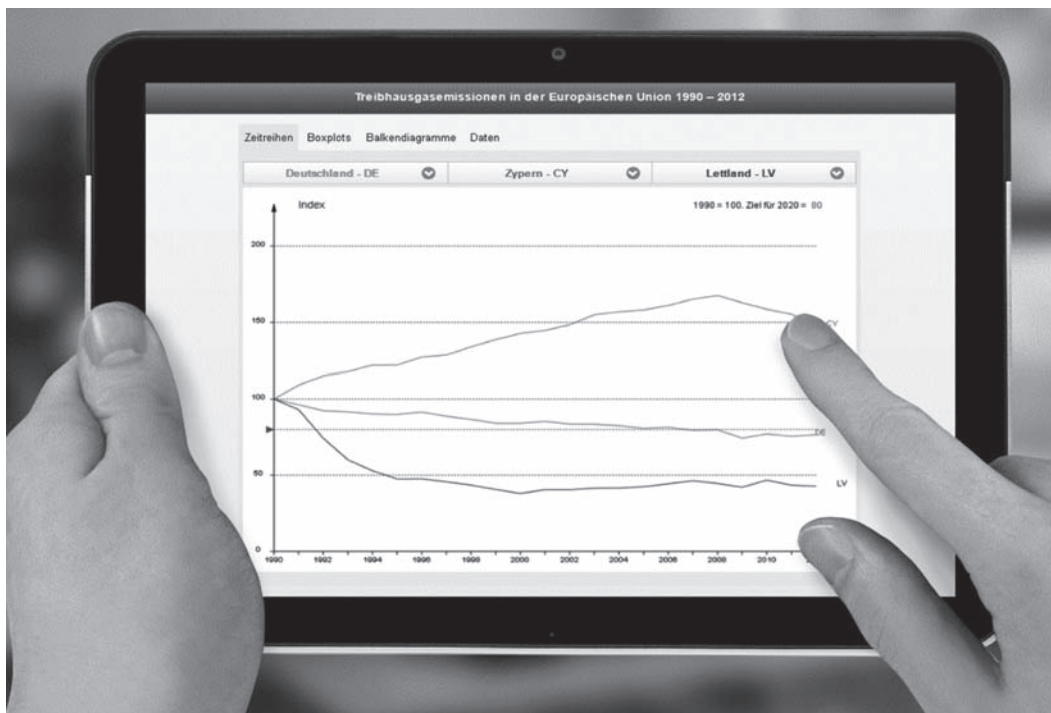 Treibhausgasemissionen in der Europäischen Union 1990 – 2012
Zeitreihen Boxplots Balkendiagramme Daten
Deutschland - DE Zypern - CY Lettland - LV
Index 1990 = 100. Ziel für 2020 = 80
200
150
CY
100
DE
50
LV
0
1990 1992 1994 1996 1998 2000 2002 2004 2006 2008 2010